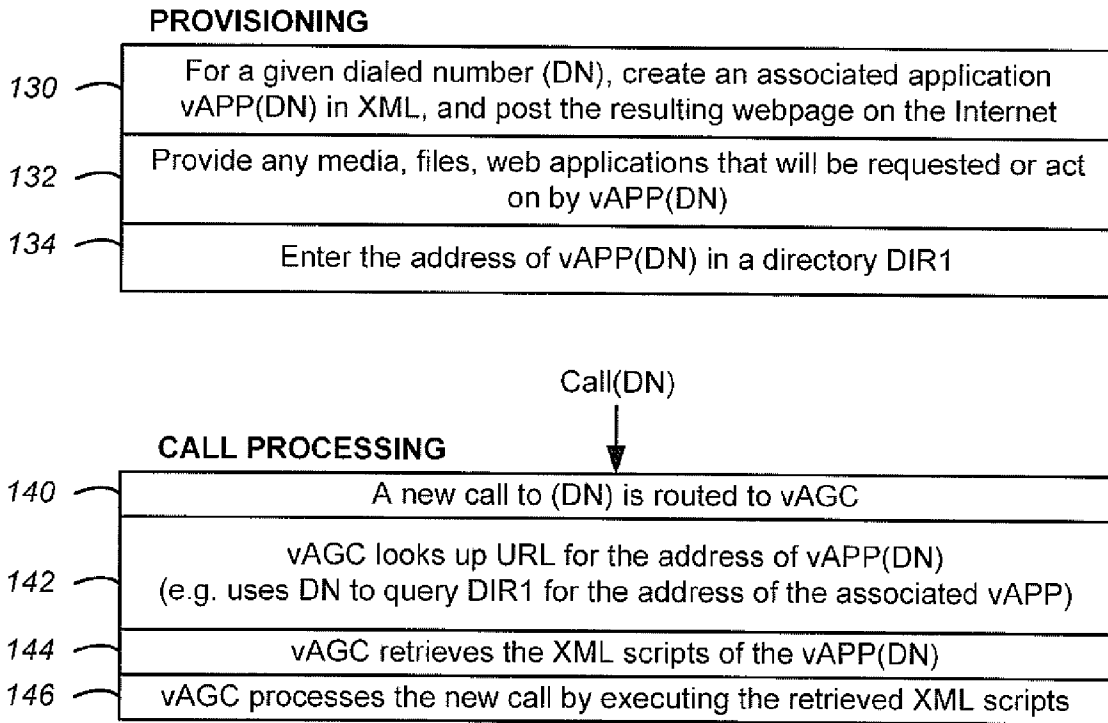 PROVISIONING
130
For a given dialed number (DN), create an associated application
vAPP(DN) in XML, and post the resulting webpage on the Internet
132
Provide any media, files, web applications that will be requested or act
on by vAPP(DN)
134
Enter the address of vAPP(DN) in a directory DIR1
Call(DN)
CALL PROCESSING
140
A new call to (DN) is routed to vAGC
142
vAGC looks up URL for the address of vAPP(DN)
(e.g. uses DN to query DIR1 for the address of the associated vAPP)
144
vAGC retrieves the XML scripts of the vAPP(DN)
146
vAGC processes the new call by executing the retrieved XML scripts